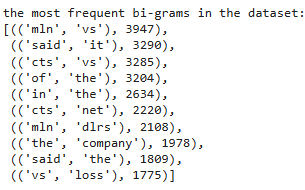 the most frequent bi-grams in the dataset:
[(('mln', 'vs'), 3947),
(('said', 'it'), 3290),
(('cts', 'vs'), 3285),
(('of', 'the'), 3204),
(('in', 'the'), 2634),
(('cts', 'net'), 2220),
(('mln', 'dlrs'), 2108),
(('the', 'company'), 1978),
(('said', 'the'), 1809),
(('vs', 'loss'), 1775)]